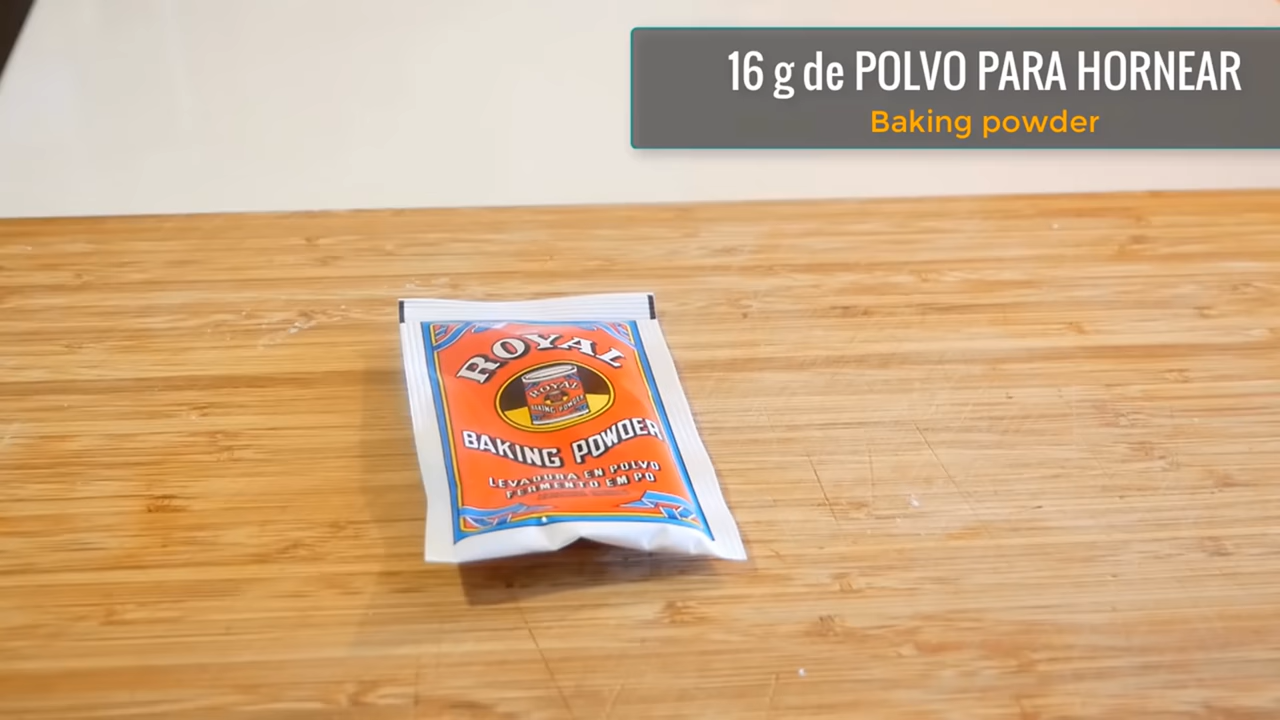 16 g de POLVO PARA HORNEAR
Baking powder
ROYAL
ROYAL
BAKING POWDER
BAKING POWDER
LEVADURA EN POLVO
FERMENTO EM PÓ